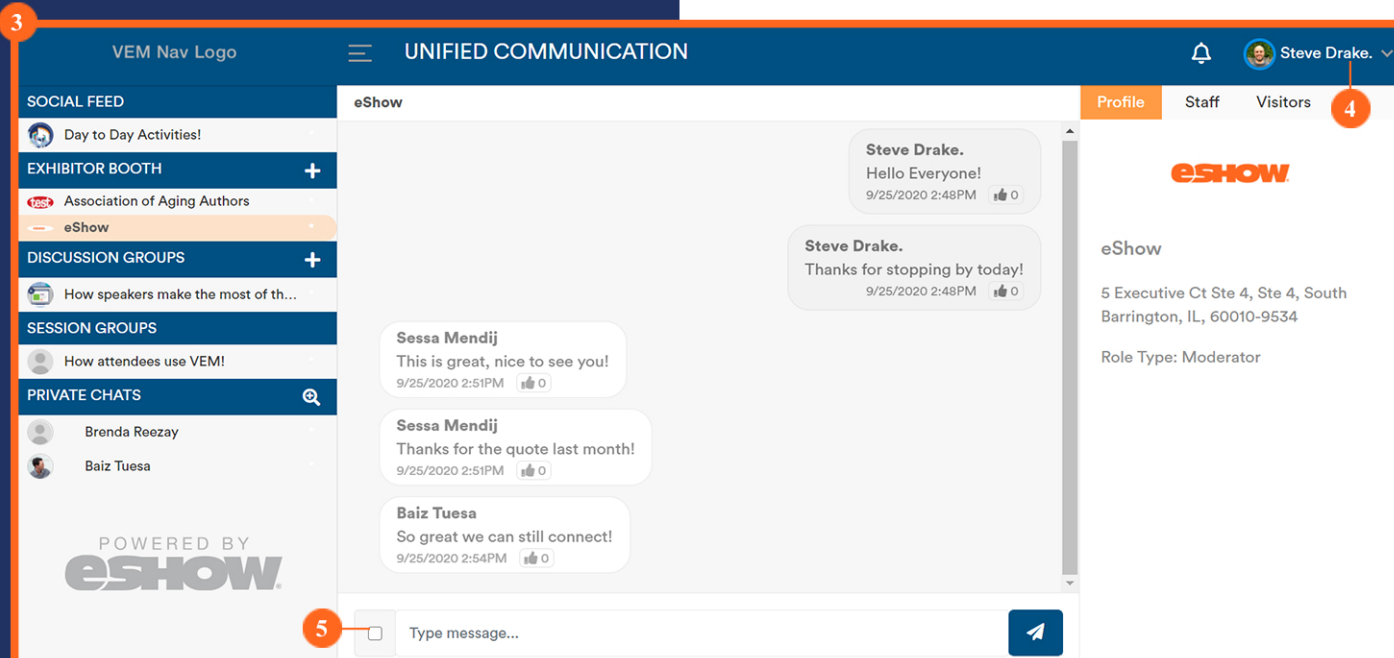 3
VEM Nav Logo
UNIFIED COMMUNICATION
Steve Drake.
4
SOCIAL FEED
Day to Day Activities!
EXHIBITOR BOOTH
+
test
Association of Aging Authors
eShow
DISCUSSION GROUPS
+
How speakers make the most of th...
SESSION GROUPS
How attendees use VEM!
PRIVATE CHATS
Brenda Reezay
Baiz Tuesa
POWERED BY
eSHOW
eShow
Steve Drake.
Hello Everyone!
9/25/2020 2:48PM 0
Steve Drake.
Thanks for stopping by today!
9/25/2020 2:48PM 0
Sessa Mendij
This is great, nice to see you!
9/25/2020 2:51PM 0
Sessa Mendij
Thanks for the quote last month!
9/25/2020 2:51PM 0
Baiz Tuesa
So great we can still connect!
9/25/2020 2:54PM 0
5
Type message...
Profile Staff Visitors
eSHOW
eShow
5 Executive Ct Ste 4, Ste 4, South
Barrington, IL, 60010-9534
Role Type: Moderator